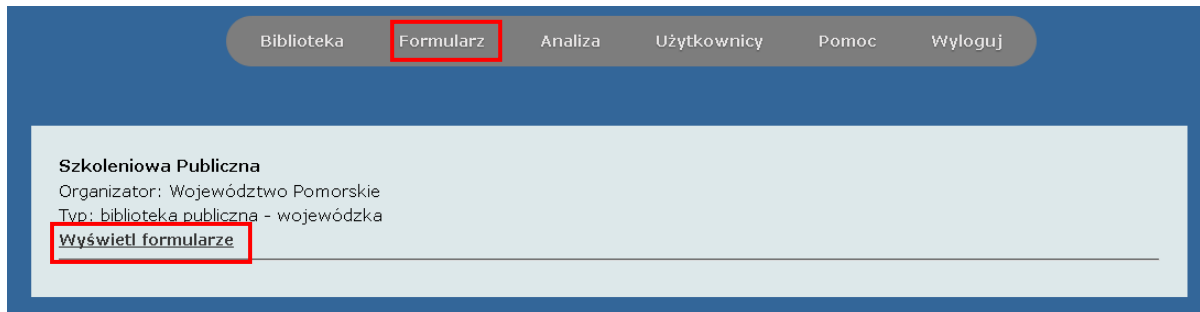 Biblioteka Formularz Analiza Użytkownicy Pomoc Wyloguj
Szkoleniowa Publiczna
Organizator: Województwo Pomorskie
Typ: biblioteka publiczna - wojewódzka
Wyświetl formularze